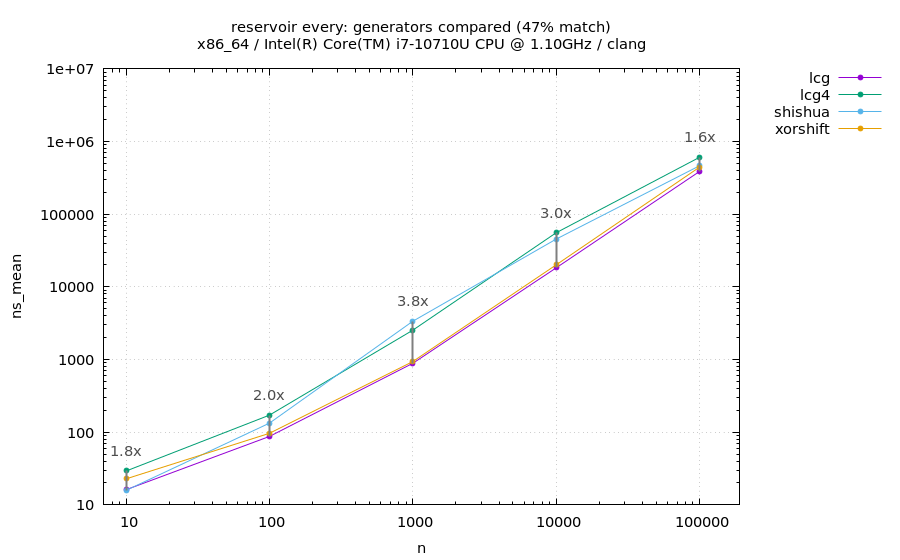 reservoir every: generators compared (47% match)
x86_64 / Intel(R) Core(TM) i7-10710U CPU @ 1.10GHz / clang
1e+07
1e+06
100000
10000
1000
100
10
ns_mean
1.8x
2.0x
3.8x
3.0x
1.6x
lcg
lcg4
shishua
xorshift
10 100 1000 10000 100000
n